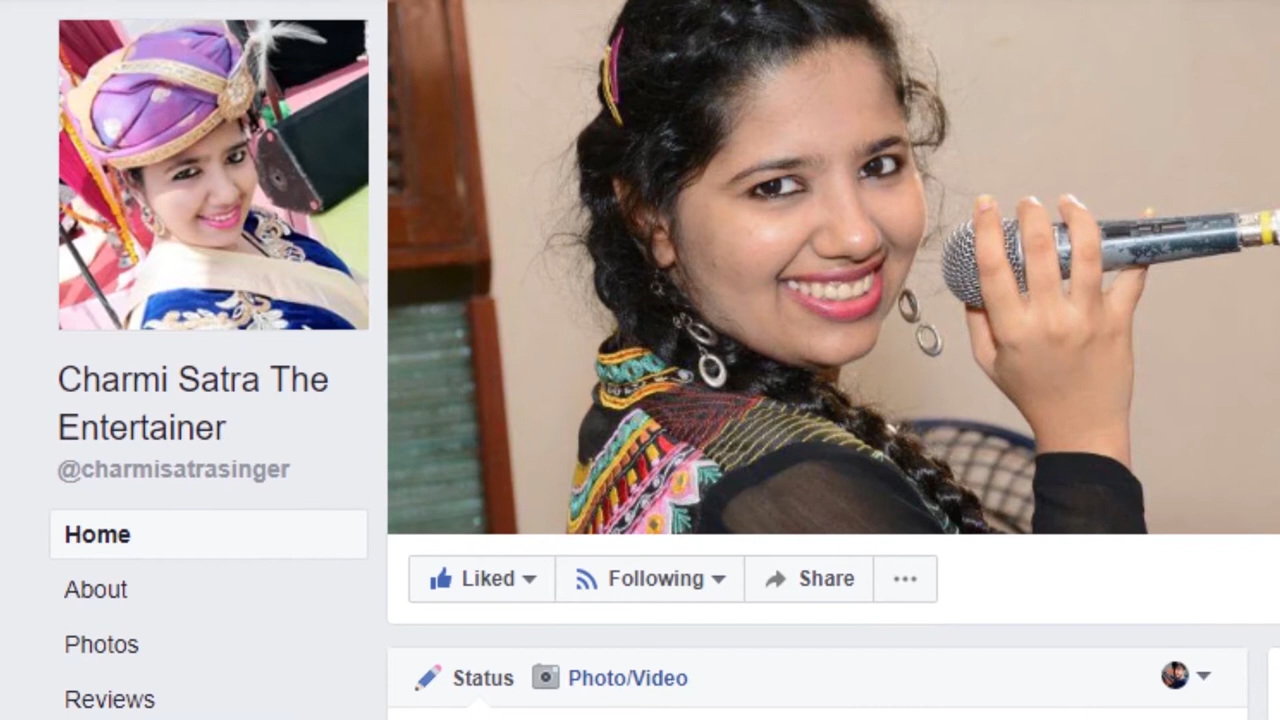 Charmi Satra The
Entertainer
@charmisatrasinger
Home
About
Photos
Reviews
Liked
Following
Share
Status
Photo/Video